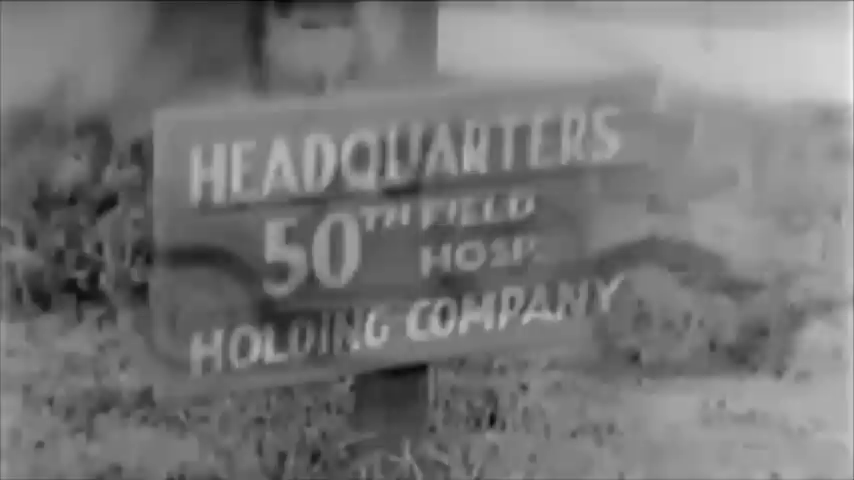 HEADQUARTERS
50TH FIELD
HOSP.
HOLDING COMPANY